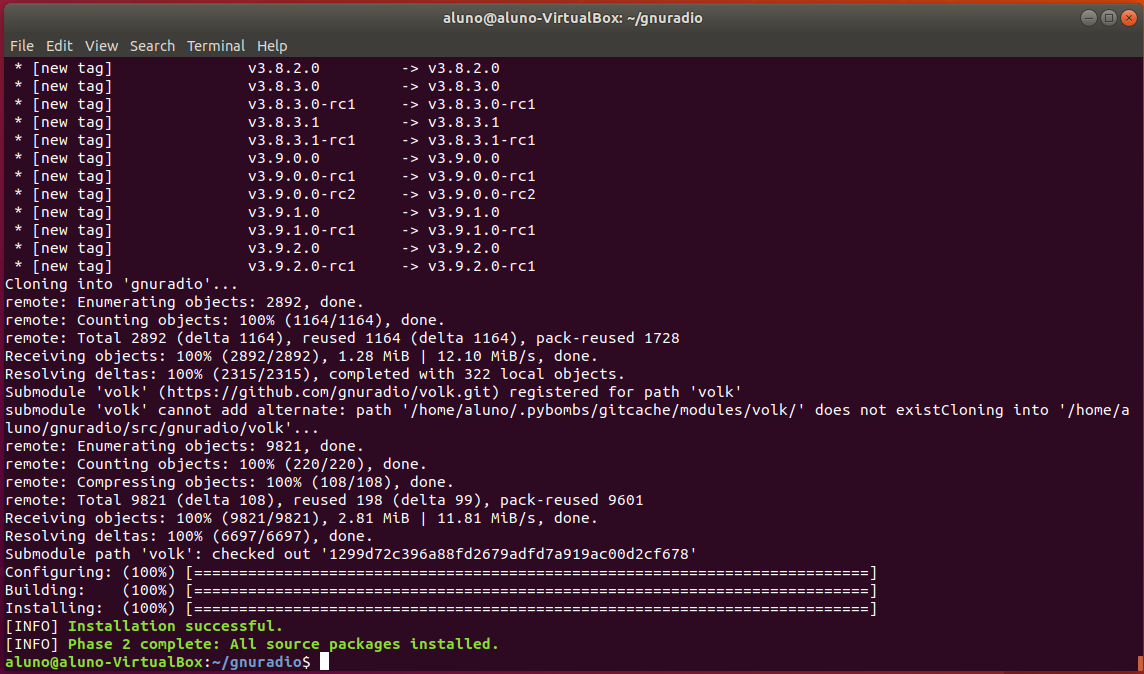 aluno@aluno-VirtualBox: ~/gnuradio
File Edit View Search Terminal Help
 * [new tag]               v3.8.2.0         -> v3.8.2.0
 * [new tag]               v3.8.3.0         -> v3.8.3.0
 * [new tag]               v3.8.3.0-rc1     -> v3.8.3.0-rc1
 * [new tag]               v3.8.3.1         -> v3.8.3.1
 * [new tag]               v3.8.3.1-rc1     -> v3.8.3.1-rc1
 * [new tag]               v3.9.0.0         -> v3.9.0.0
 * [new tag]               v3.9.0.0-rc1     -> v3.9.0.0-rc1
 * [new tag]               v3.9.0.0-rc2     -> v3.9.0.0-rc2
 * [new tag]               v3.9.1.0         -> v3.9.1.0
 * [new tag]               v3.9.1.0-rc1     -> v3.9.1.0-rc1
 * [new tag]               v3.9.2.0         -> v3.9.2.0
 * [new tag]               v3.9.2.0-rc1     -> v3.9.2.0-rc1
Cloning into 'gnuradio'...
remote: Enumerating objects: 2892, done.
remote: Counting objects: 100% (1164/1164), done.
remote: Total 2892 (delta 1164), reused 1164 (delta 1164), pack-reused 1728
Receiving objects: 100% (2892/2892), 1.28 MiB | 12.10 MiB/s, done.
Resolving deltas: 100% (2315/2315), completed with 322 local objects.
Submodule 'volk' (https://github.com/gnuradio/volk.git) registered for path 'volk'
submodule 'volk' cannot add alternate: path '/home/aluno/.pybombs/gitcache/modules/volk/' does not existCloning into '/home/a
luno/gnuradio/src/gnuradio/volk'...
remote: Enumerating objects: 9821, done.
remote: Counting objects: 100% (220/220), done.
remote: Compressing objects: 100% (108/108), done.
remote: Total 9821 (delta 108), reused 198 (delta 99), pack-reused 9601
Receiving objects: 100% (9821/9821), 2.81 MiB | 11.81 MiB/s, done.
Resolving deltas: 100% (6697/6697), done.
Submodule path 'volk': checked out '1299d72c396a88fd2679adfd7a919ac00d2cf678'
Configuring: (100%) [===========================================================================]
Building:    (100%) [===========================================================================]
Installing:  (100%) [===========================================================================]
[INFO] Installation successful.
[INFO] Phase 2 complete: All source packages installed.
aluno@aluno-VirtualBox:~/gnuradio$